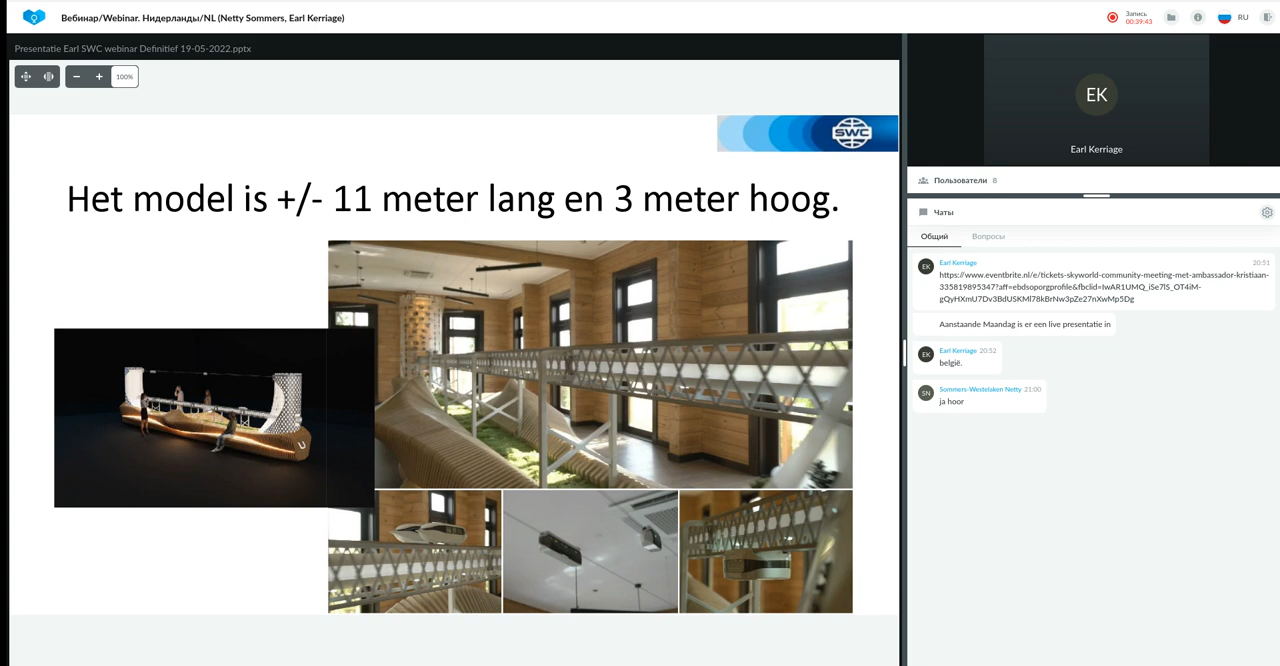 Вебинар/Webinar. Нидерланды/NL (Netty Sommers, Earl Kerriage)
Запись
00:39:43
RU
Presentatie Earl SWC webinar Definitief 19-05-2022.pptx
100%
SWC
Het model is +/- 11 meter lang en 3 meter hoog.
U
EK
Earl Kerriage
Пользователи 8
Чаты
Общий
Вопросы
EK
Earl Kerriage 20:51
https://www.eventbrite.nl/e/tickets-skyworld-community-meeting-met-ambassador-kristiaan-
335819895347?aff=ebdsoporgprofile&fbclid=IwAR1UMQ_iSe7lS_OT4iM-
gQyHXmU7Dv3BdUSKMl78kBrNw3pZe27nXwMp5Dg
Aanstaande Maandag is er een live presentatie in
EK
Earl Kerriage 20:52
belgië.
SN
Sommers-Westelaken Netty 21:00
ja hoor